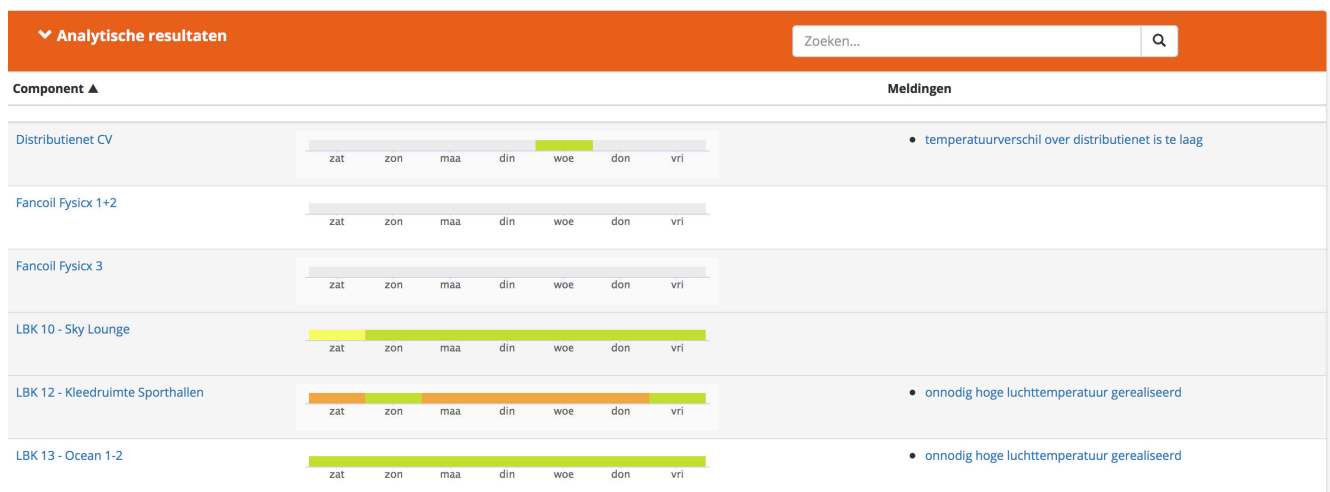 Analytische resultaten
Zoeken...
Component ▲ Meldingen
Distributienet CV • temperatuurverschil over distributienet is te laag
zat zon maa din woe don vri
Fancoil Fysicx 1+2
zat zon maa din woe don vri
Fancoil Fysicx 3
zat zon maa din woe don vri
LBK 10 - Sky Lounge
zat zon maa din woe don vri
LBK 12 - Kleedruimte Sporthallen • onnodig hoge luchttemperatuur gerealiseerd
zat zon maa din woe don vri
LBK 13 - Ocean 1-2 • onnodig hoge luchttemperatuur gerealiseerd
zat zon maa din woe don vri